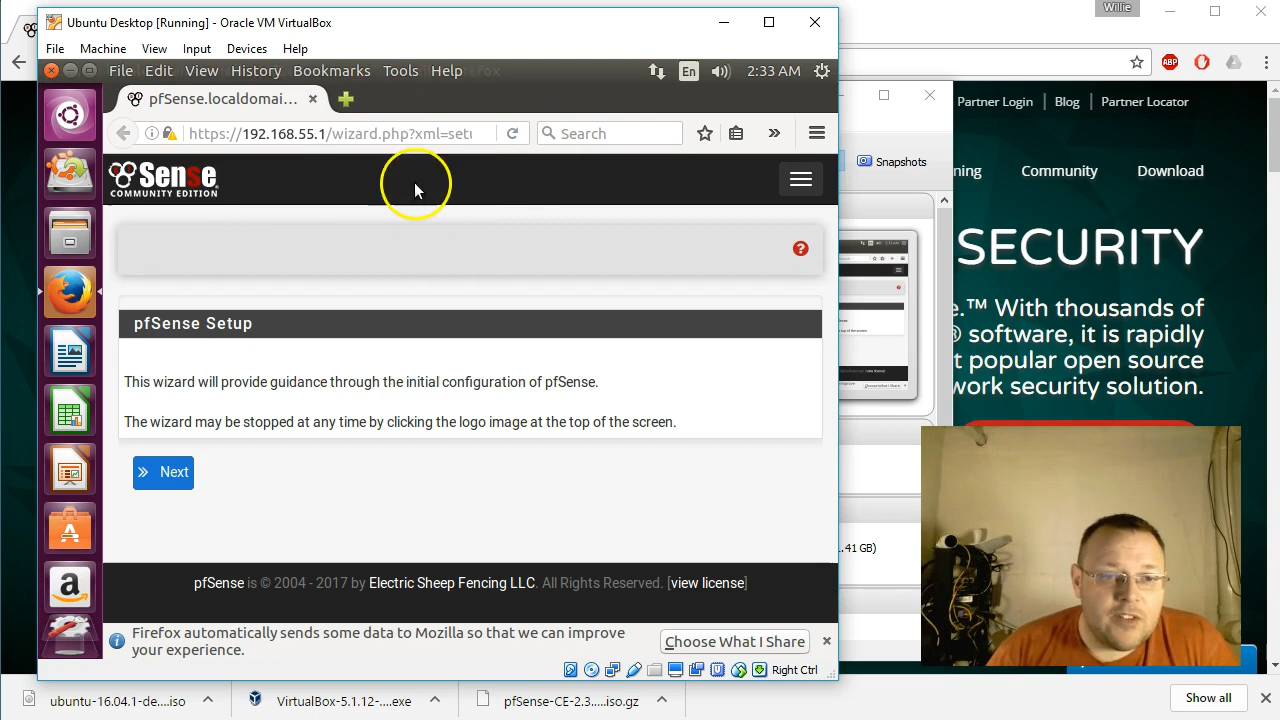 Ubuntu Desktop [Running] - Oracle VM VirtualBox
Willie
File Machine View Input Devices Help
File Edit View History Bookmarks Tools Help
En
2:33 AM
pfSense.localdomai...
https://192.168.55.1/wizard.php?xml=setu
Search
ABP
Partner Login | Blog | Partner Locator
Snapshots
ning Community Download
Sense
COMMUNITY EDITION
SECURITY
pfSense Setup
This wizard will provide guidance through the initial configuration of pfSense.
The wizard may be stopped at any time by clicking the logo image at the top of the screen.
Next
e.™ With thousands of
® software, it is rapidly
t popular open source
work security solution.
.41 GB)
pfSense is © 2004 - 2017 by Electric Sheep Fencing LLC. All Rights Reserved. [view license]
Firefox automatically sends some data to Mozilla so that we can improve
your experience.
Choose What I Share
Right Ctrl
ubuntu-16.04.1-de....iso
VirtualBox-5.1.12-....exe
pfSense-CE-2.3.....iso.gz
Show all